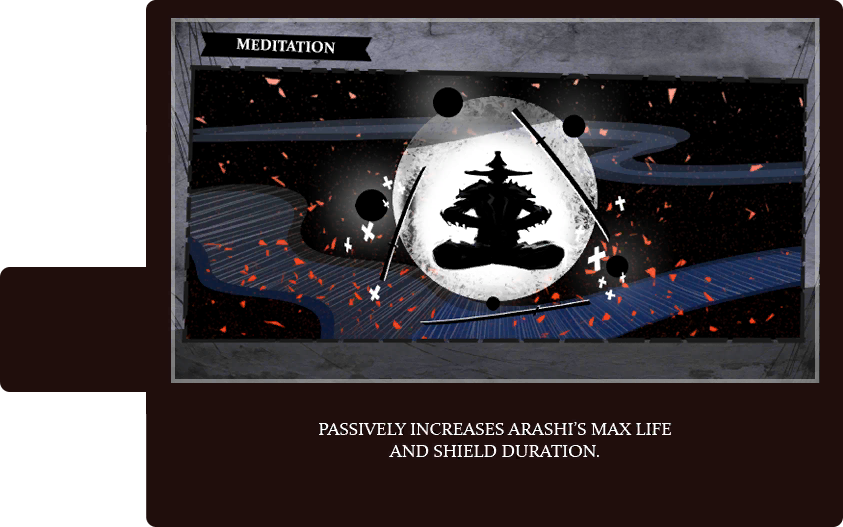 MEDITATION
PASSIVELY INCREASES ARASHI'S MAX LIFE
AND SHIELD DURATION.